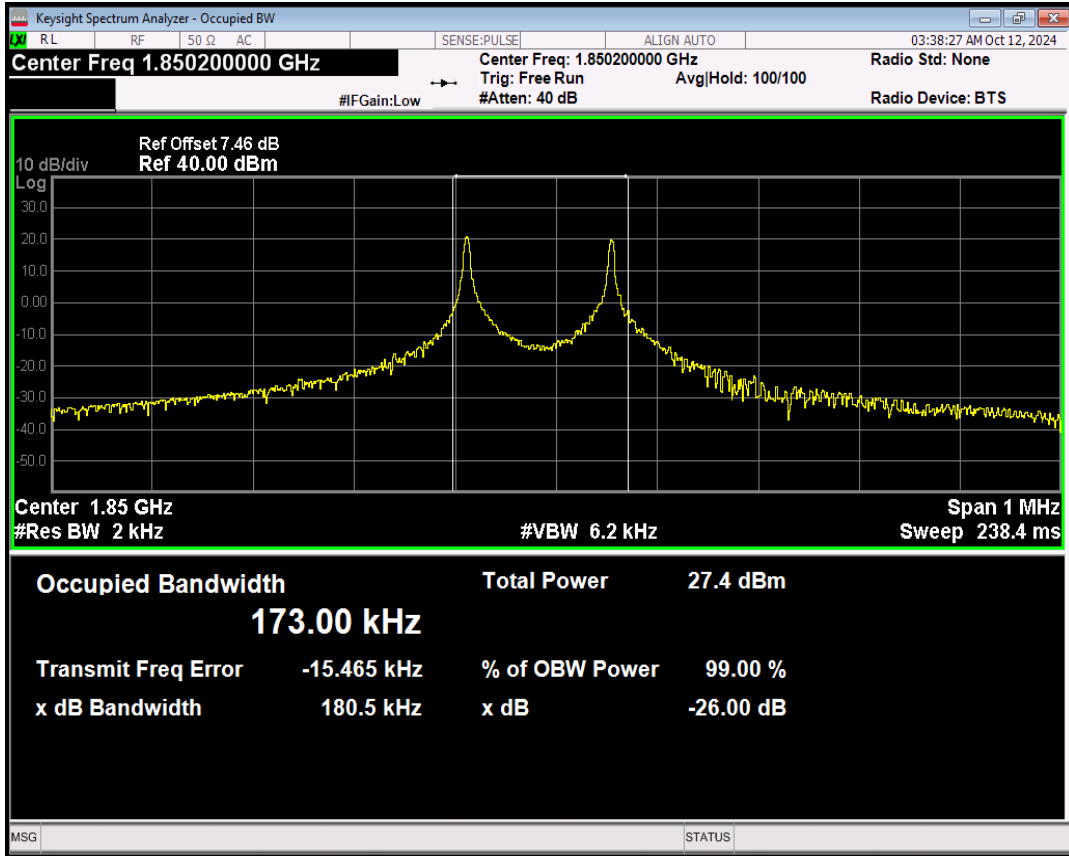 Keysight Spectrum Analyzer - Occupied BW
LXI RL RF 50 Ω AC SENSE:PULSE ALIGN AUTO 03:38:27 AM Oct 12, 2024
Center Freq 1.850200000 GHz Center Freq: 1.850200000 GHz Radio Std: None
Trig: Free Run Avg|Hold: 100/100
#IFGain:Low #Atten: 40 dB Radio Device: BTS
Ref Offset 7.46 dB
10 dB/div Ref 40.00 dBm
Log
30.0
20.0
10.0
0.00
-10.0
-20.0
-30.0
-40.0
-50.0
Center 1.85 GHz Span 1 MHz
#Res BW 2 kHz #VBW 6.2 kHz Sweep 238.4 ms
Occupied Bandwidth Total Power 27.4 dBm
173.00 kHz
Transmit Freq Error -15.465 kHz % of OBW Power 99.00 %
x dB Bandwidth 180.5 kHz x dB -26.00 dB
MSG STATUS